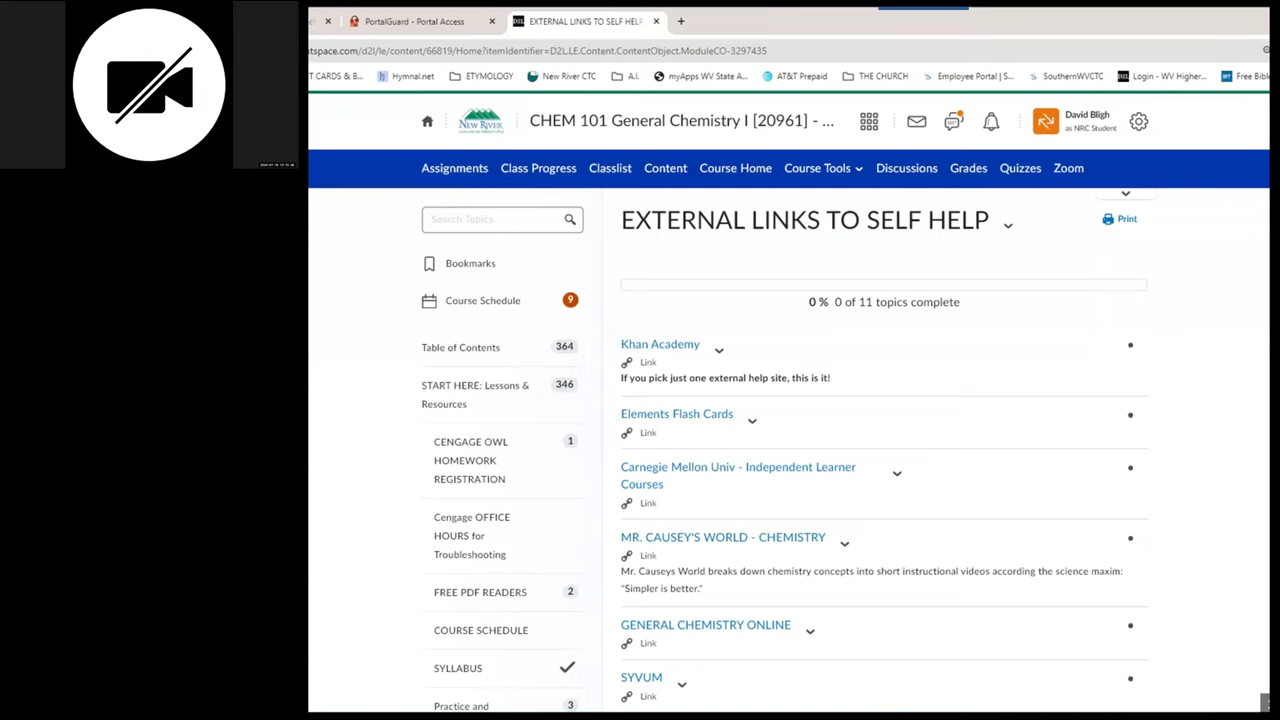 PortalGuard - Portal Access
EXTERNAL LINKS TO SELF HELP
ntspace.com/d2l/le/content/66819/Home?itemIdentifier=D2L.LE.Content.ContentObject.ModuleCO-3297435
T CARDS & B... Hymnal.net ETYMOLOGY New River CTC A.I. myApps WV State A... AT&T Prepaid THE CHURCH Employee Portal | S... SouthernWVCTC Login - WV Higher... Free Bible
NEW RIVER
CHEM 101 General Chemistry I [20961] - ...
David Bligh
as NRC Student
Assignments Class Progress Classlist Content Course Home Course Tools Discussions Grades Quizzes Zoom
Search Topics
Bookmarks
Course Schedule 9
Table of Contents 364
START HERE: Lessons & 346
Resources
CENGAGE OWL 1
HOMEWORK
REGISTRATION
Cengage OFFICE
HOURS for
Troubleshooting
FREE PDF READERS 2
COURSE SCHEDULE
SYLLABUS
Practice and 3
EXTERNAL LINKS TO SELF HELP
Print
0 % 0 of 11 topics complete
Khan Academy
Link
If you pick just one external help site, this is it!
Elements Flash Cards
Link
Carnegie Mellon Univ - Independent Learner
Courses
Link
MR. CAUSEY'S WORLD - CHEMISTRY
Link
Mr. Causeys World breaks down chemistry concepts into short instructional videos according the science maxim:
"Simpler is better."
GENERAL CHEMISTRY ONLINE
Link
SYVUM
Link